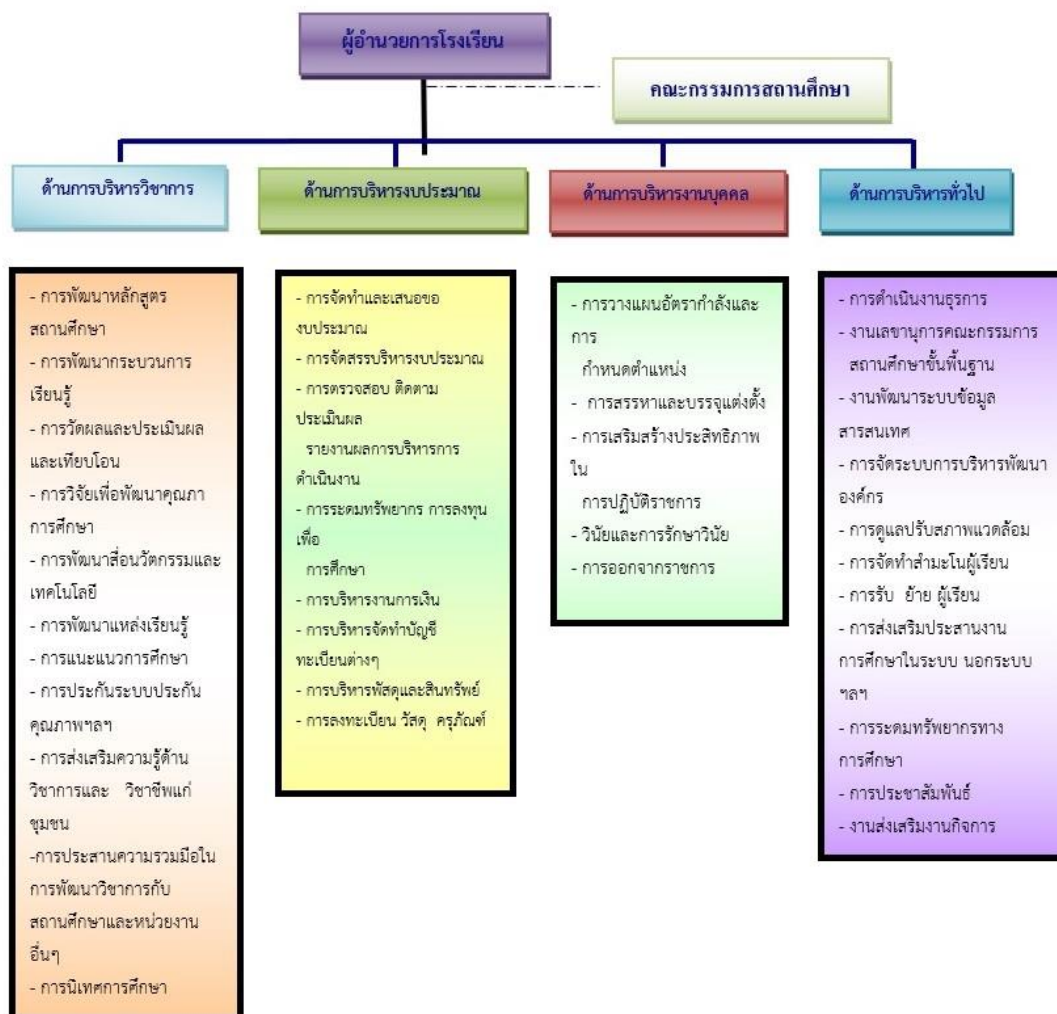 ผู้อำนวยการโรงเรียน
คณะกรรมการสถานศึกษา
ด้านการบริหารวิชาการ
ด้านการบริหารงบประมาณ
ด้านการบริหารงานบุคคล
ด้านการบริหารทั่วไป
- การพัฒนาหลักสูตร
สถานศึกษา
- การพัฒนากระบวนการ
เรียนรู้
- การวัดผลและประเมินผล
และเทียบโอน
- การวิจัยเพื่อพัฒนาคุณภา
การศึกษา
- การพัฒนาสื่อนวัตกรรมและ
เทคโนโลยี
- การพัฒนาแหล่งเรียนรู้
- การแนะแนวการศึกษา
- การประกันระบบประกัน
คุณภาพฯลฯ
- การส่งเสริมความรู้ด้าน
วิชาการและ วิชาชีพแก่
ชุมชน
-การประสานความรวมมือใน
การพัฒนาวิชาการกับ
สถานศึกษาและหน่วยงาน
อื่นๆ
- การนิเทศการศึกษา
- การจัดทำและเสนอขอ
งบประมาณ
- การจัดสรรบริหารงบประมาณ
- การตรวจสอบ ติดตาม
ประเมินผล
รายงานผลการบริหารการ
ดำเนินงาน
- การระดมทรัพยากร การลงทุน
เพื่อ
การศึกษา
- การบริหารงานการเงิน
- การบริหารจัดทำบัญชี
ทะเบียนต่างๆ
- การบริหารพัสดุและสินทรัพย์
- การลงทะเบียน วัสดุ ครุภัณฑ์
- การวางแผนอัตรากำลังและ
การ
กำหนดตำแหน่ง
- การสรรหาและบรรจุแต่งตั้ง
- การเสริมสร้างประสิทธิภาพ
ใน
การปฏิบัติราชการ
- วินัยและการรักษาวินัย
- การออกจากราชการ
- การดำเนินงานธุรการ
- งานเลขานุการคณะกรรมการ
สถานศึกษาขั้นพื้นฐาน
- งานพัฒนาระบบข้อมูล
สารสนเทศ
- การจัดระบบการบริหารพัฒนา
องค์กร
- การดูแลปรับสภาพแวดล้อม
- การจัดทำสำมะโนผู้เรียน
- การรับ ย้าย ผู้เรียน
- การส่งเสริมประสานงาน
การศึกษาในระบบ นอกระบบ
ฯลฯ
- การระดมทรัพยากรทาง
การศึกษา
- การประชาสัมพันธ์
- งานส่งเสริมงานกิจการ